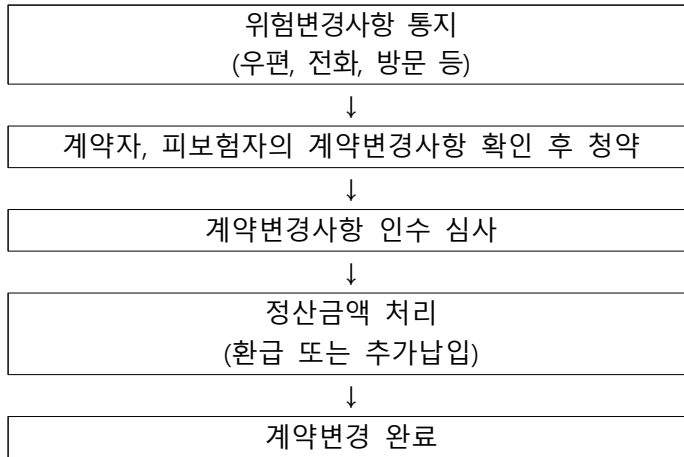 위험변경사항 통지
(우편, 전화, 방문 등)
↓
계약자, 피보험자의 계약변경사항 확인 후 청약
↓
계약변경사항 인수 심사
↓
정산금액 처리
(환급 또는 추가납입)
↓
계약변경 완료